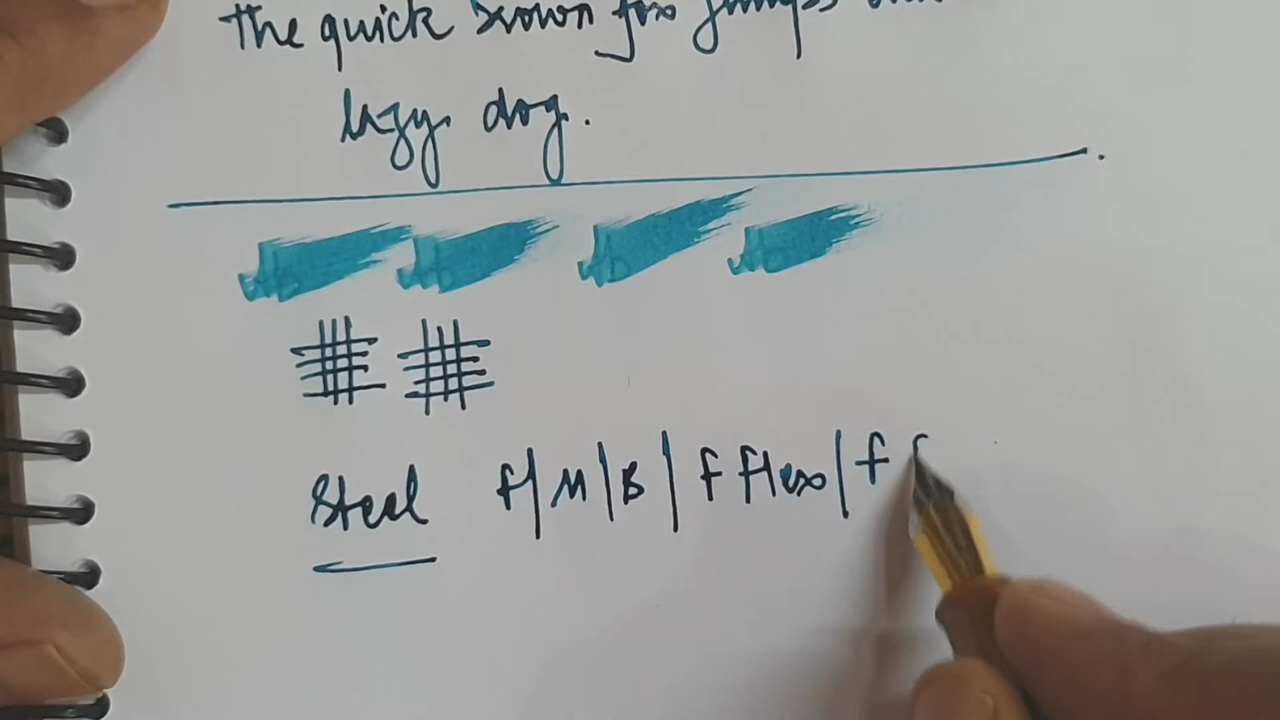 The quick brown fox jumps
lazy dog.
Steel F | M | B | F flex | F